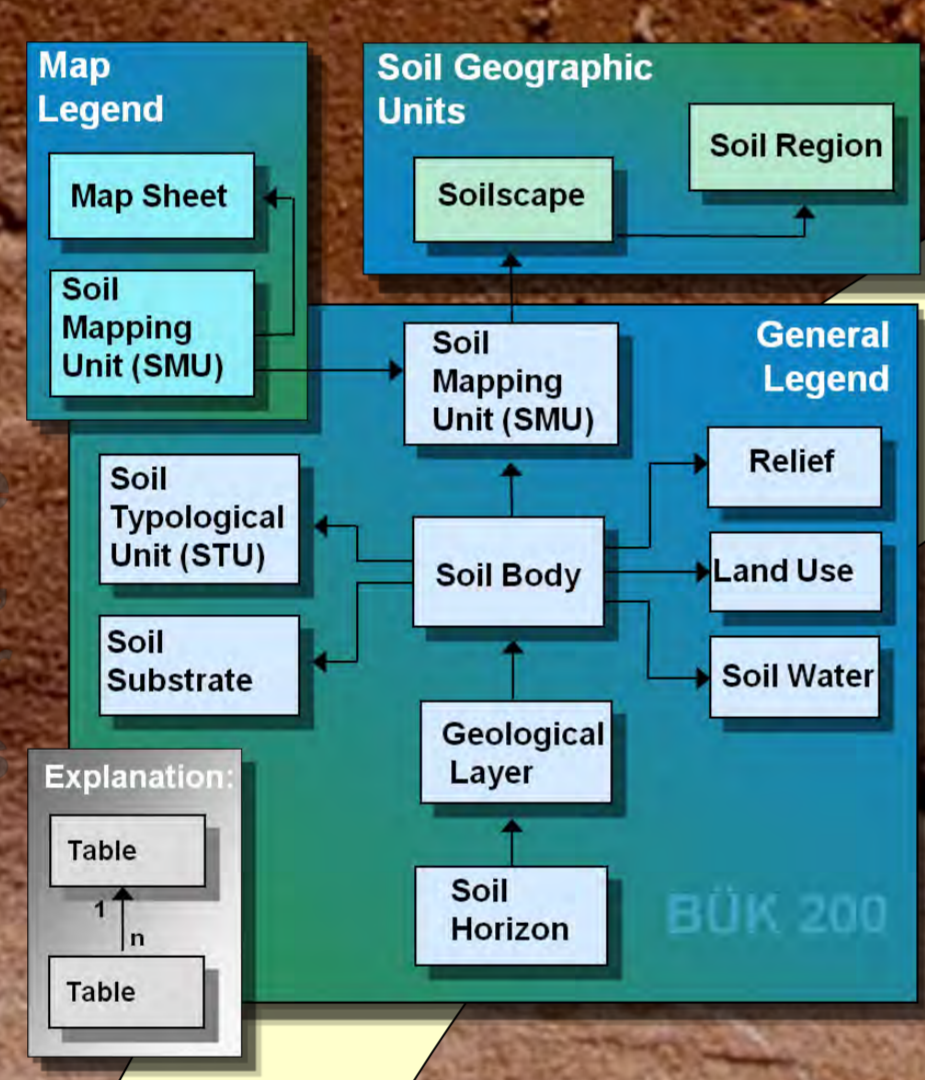 Map
Legend
Map Sheet
Soil
Mapping
Unit (SMU)
Soil Geographic
Units
Soilscape
Soil Region
General
Legend
Soil
Mapping
Unit (SMU)
Soil
Typological
Unit (STU)
Soil
Substrate
Soil Body
Relief
Land Use
Soil Water
Geological
Layer
Soil
Horizon
BÜK 200
Explanation:
Table
1
n
Table